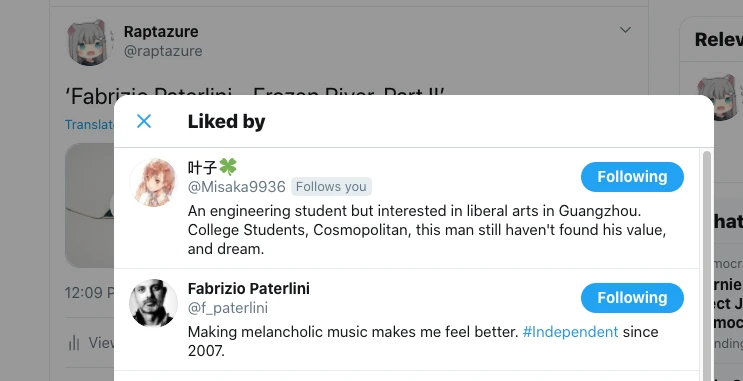 Raptazure
@raptazure
Relev
'Fabrizio Paterlini - Frozen River, Part II'
Translate
Liked by
叶子🍀
@Misaka9936 Follows you
Following
An engineering student but interested in liberal arts in Guangzhou.
College Students, Cosmopolitan, this man still haven't found his value,
and dream.
Fabrizio Paterlini
@f_paterlini
Following
Making melancholic music makes me feel better. #Independent since
2007.
12:09 P
View
hat
mocr
ernie
ect J
moc
nding